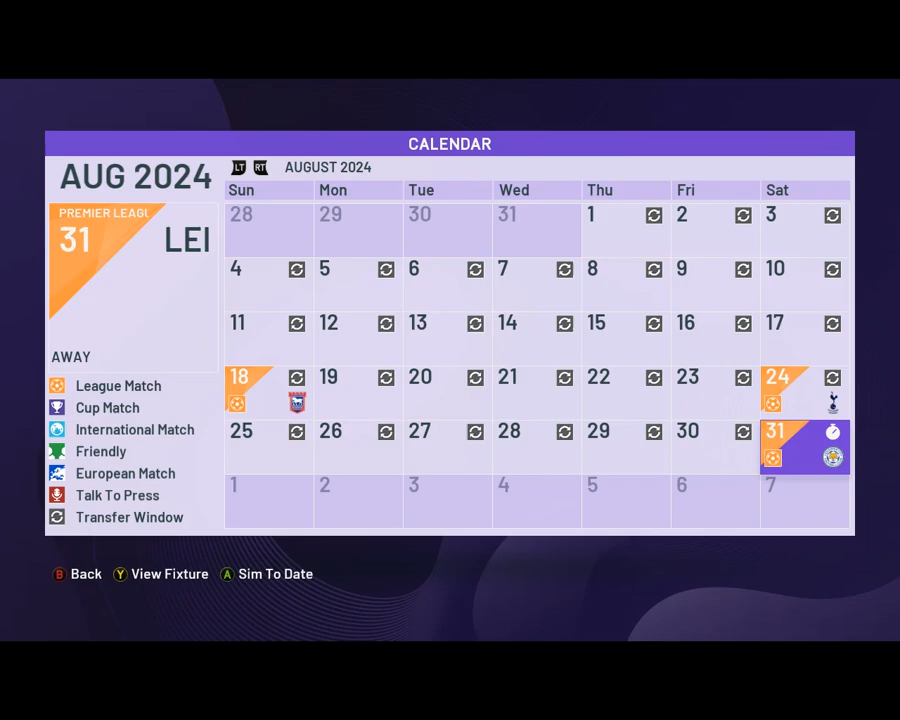 CALENDAR
AUG 2024
LT RT AUGUST 2024
Sun Mon Tue Wed Thu Fri Sat
PREMIER LEAGU
31 LEI
AWAY
28 29 30 31 1 2 3
4 5 6 7 8 9 10
11 12 13 14 15 16 17
18 19 20 21 22 23 24
25 26 27 28 29 30 31
1 2 3 4 5 6 7
League Match
Cup Match
International Match
Friendly
European Match
Talk To Press
Transfer Window
B Back Y View Fixture A Sim To Date